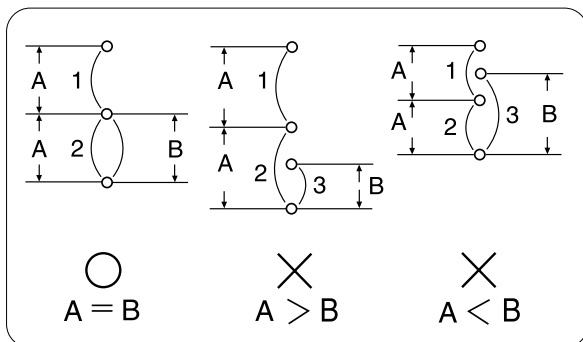 A 1
A 2 B
A = B
A 1
A 2 3 B
A > B
A 1
A 2 3 B
A < B